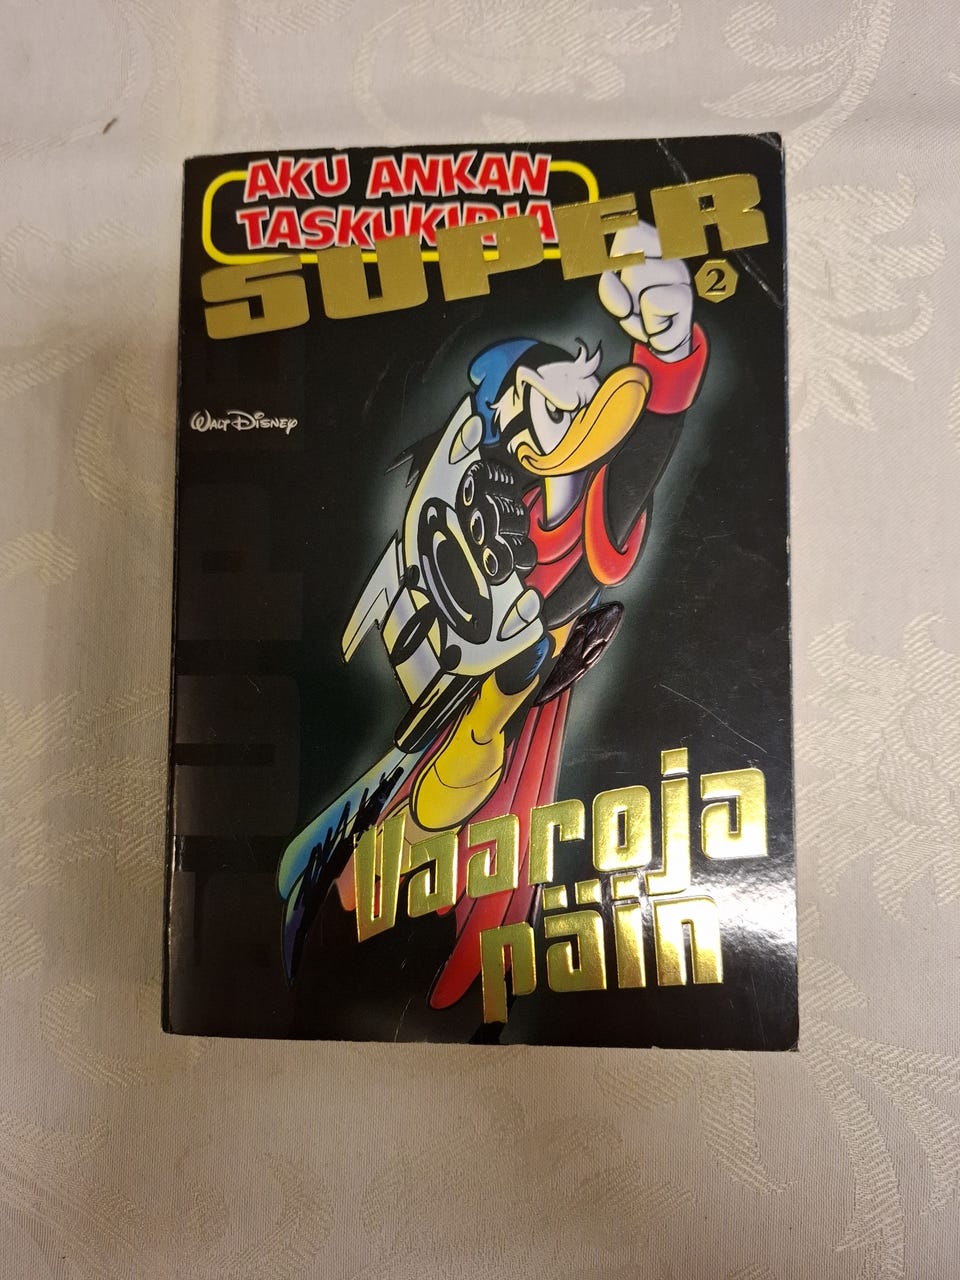 AKU ANKAN
TASKUKIRJA
SUPER
2
WALT DISNEY
Vaaroja
päin